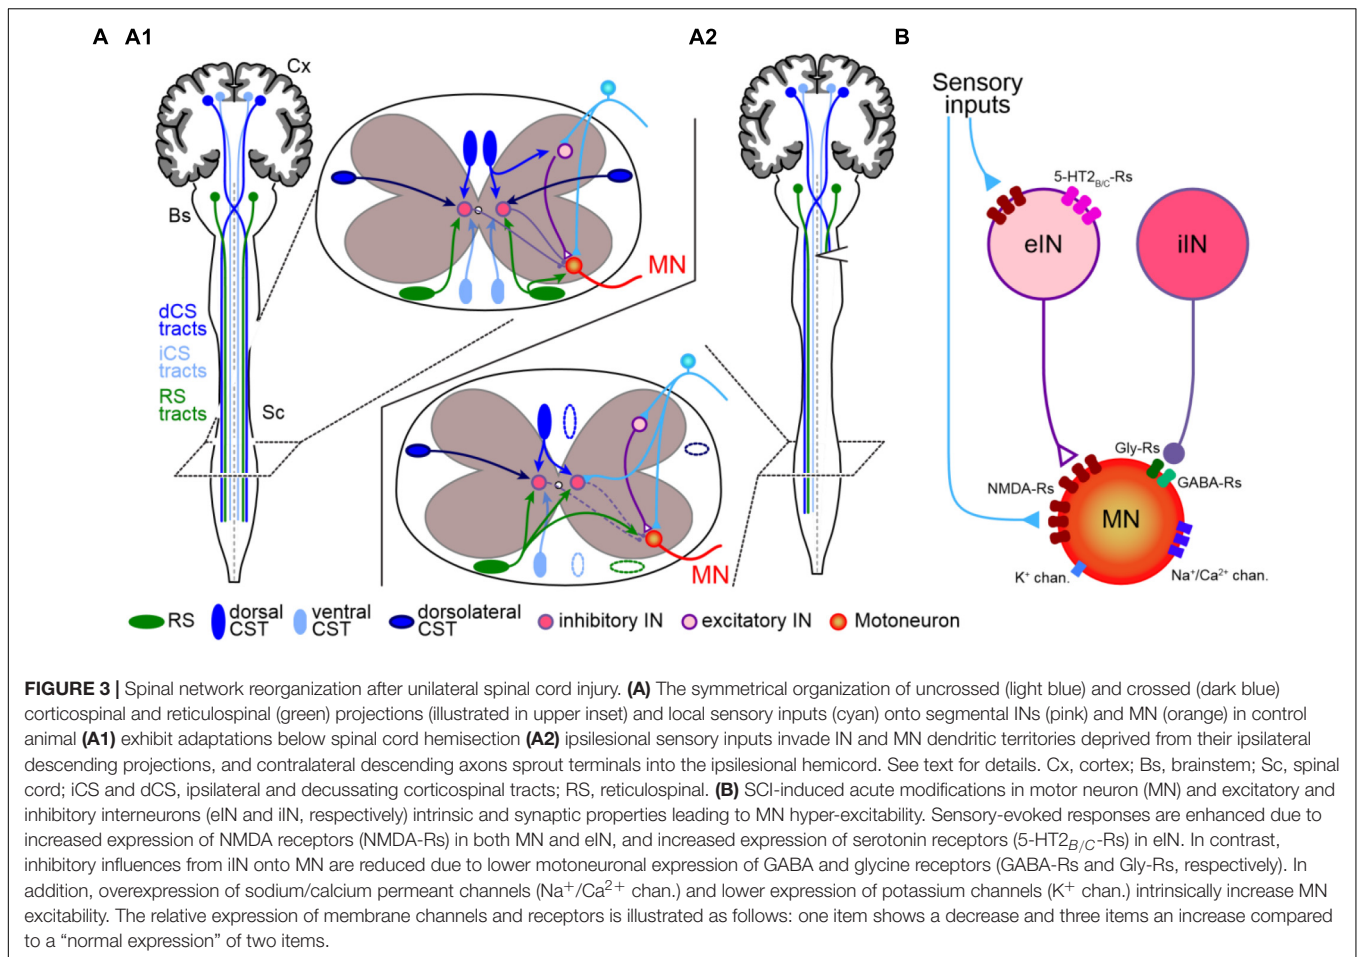 A A1
A2
B
Cx
Sensory
inputs
5-HT2B/C-Rs
Bs
eIN
iIN
MN
dCS
tracts
iCS
tracts
RS
tracts
Sc
Gly-Rs
GABA-Rs
NMDA-Rs
MN
K+ chan.
Na+/Ca2+ chan.
MN
RS
dorsal
CST
ventral
CST
dorsolateral
CST
inhibitory IN
excitatory IN
Motoneuron
FIGURE 3 | Spinal network reorganization after unilateral spinal cord injury. (A) The symmetrical organization of uncrossed (light blue) and crossed (dark blue)
corticospinal and reticulospinal (green) projections (illustrated in upper inset) and local sensory inputs (cyan) onto segmental INs (pink) and MN (orange) in control
animal (A1) exhibit adaptations below spinal cord hemisection (A2) ipsilesional sensory inputs invade IN and MN dendritic territories deprived from their ipsilateral
descending projections, and contralateral descending axons sprout terminals into the ipsilesional hemicord. See text for details. Cx, cortex; Bs, brainstem; Sc, spinal
cord; iCS and dCS, ipsilateral and decussating corticospinal tracts; RS, reticulospinal. (B) SCI-induced acute modifications in motor neuron (MN) and excitatory and
inhibitory interneurons (eIN and iIN, respectively) intrinsic and synaptic properties leading to MN hyper-excitability. Sensory-evoked responses are enhanced due to
increased expression of NMDA receptors (NMDA-Rs) in both MN and eIN, and increased expression of serotonin receptors (5-HT2B/C-Rs) in eIN. In contrast,
inhibitory influences from iIN onto MN are reduced due to lower motoneuronal expression of GABA and glycine receptors (GABA-Rs and Gly-Rs, respectively). In
addition, overexpression of sodium/calcium permeant channels (Na+/Ca2+ chan.) and lower expression of potassium channels (K+ chan.) intrinsically increase MN
excitability. The relative expression of membrane channels and receptors is illustrated as follows: one item shows a decrease and three items an increase compared
to a “normal expression” of two items.